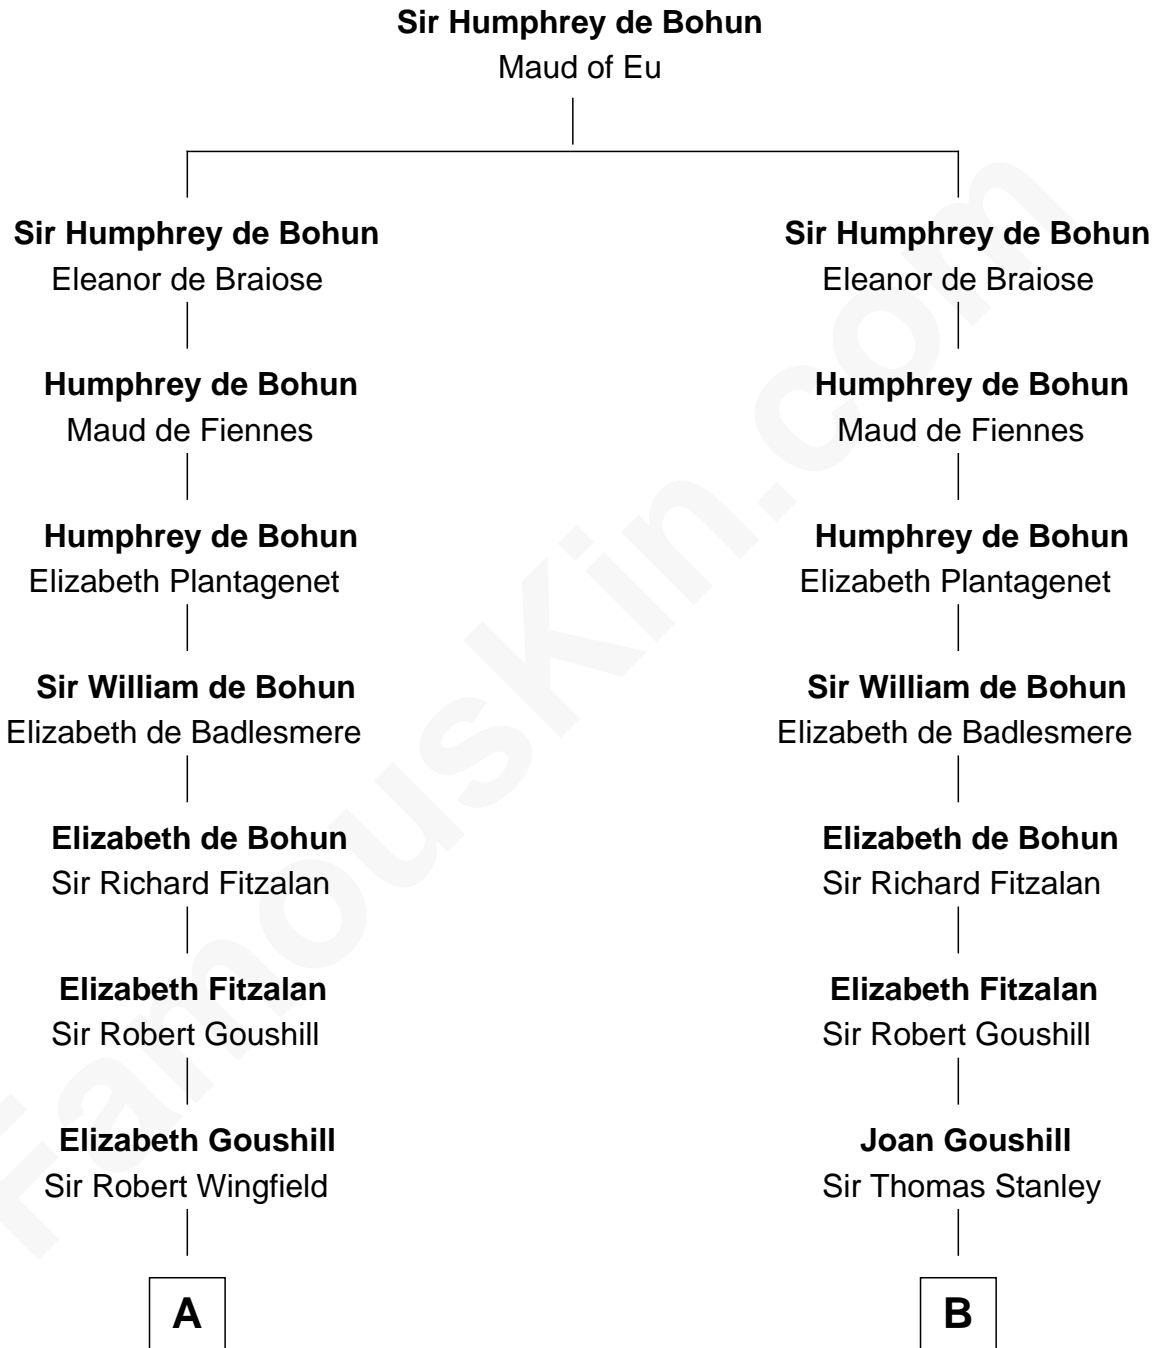 Sir Humphrey de Bohun
Maud of Eu
Sir Humphrey de Bohun
Eleanor de Braiose
Humphrey de Bohun
Maud de Fiennes
Humphrey de Bohun
Elizabeth Plantagenet
Sir William de Bohun
Elizabeth de Badlesmere
Elizabeth de Bohun
Sir Richard Fitzalan
Elizabeth Fitzalan
Sir Robert Goushill
Elizabeth Goushill
Sir Robert Wingfield
A
Sir Humphrey de Bohun
Eleanor de Braiose
Humphrey de Bohun
Maud de Fiennes
Humphrey de Bohun
Elizabeth Plantagenet
Sir William de Bohun
Elizabeth de Badlesmere
Elizabeth de Bohun
Sir Richard Fitzalan
Elizabeth Fitzalan
Sir Robert Goushill
Joan Goushill
Sir Thomas Stanley
B
FamousKin.com